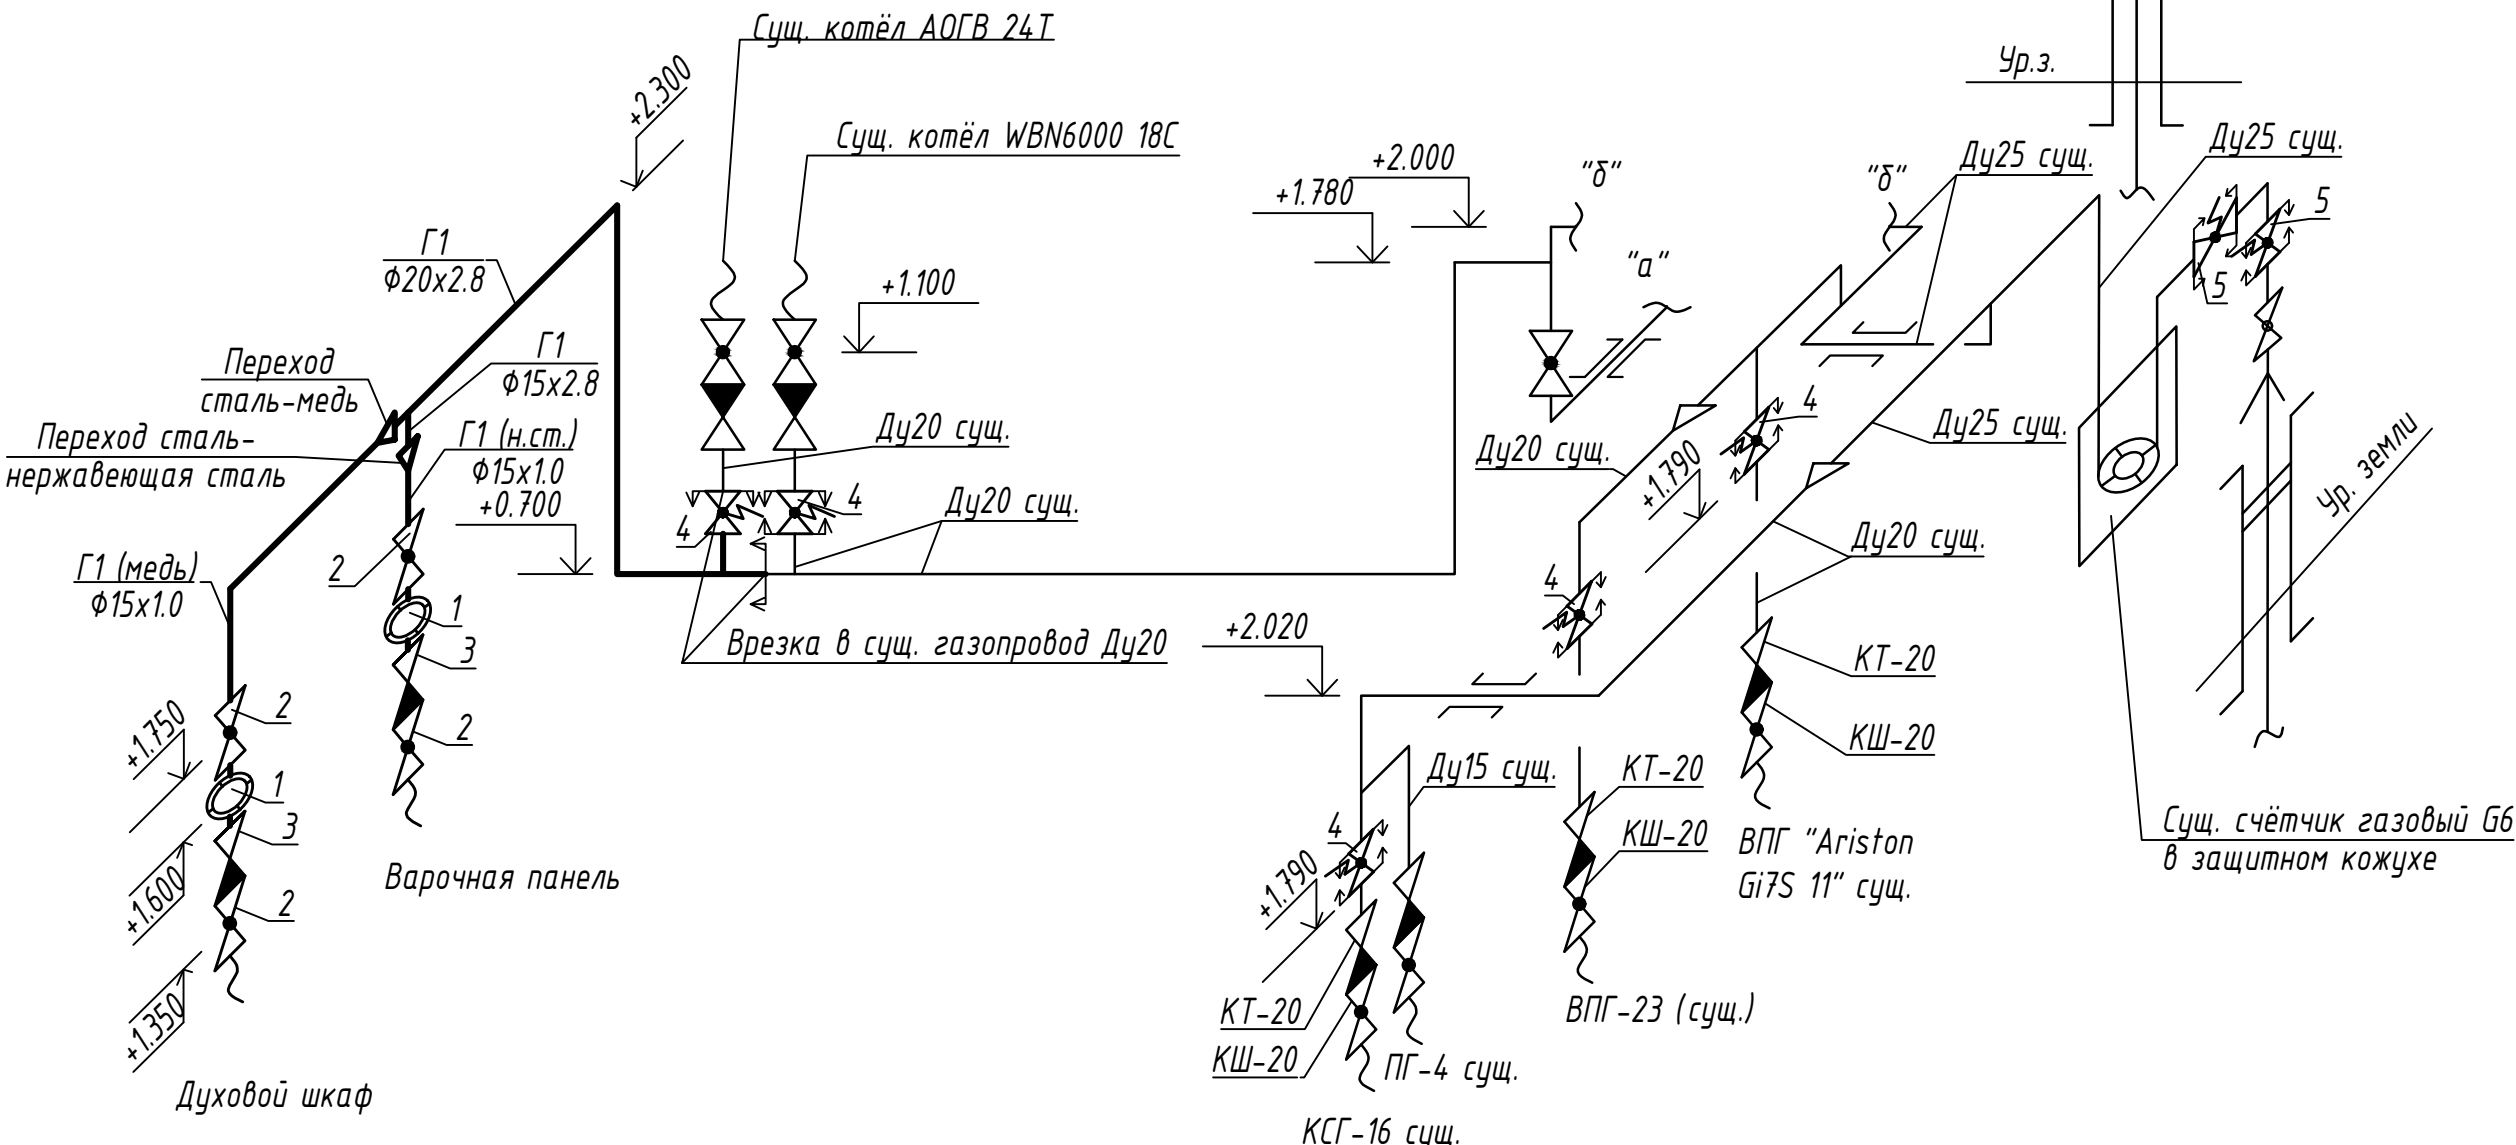 Сущ. котёл АОГВ 24Т
+2.300
Сущ. котёл WBN6000 18С
Ур.з.
Ду25 сущ.
Ду25 сущ.
+2.000
+1.780
"б"
"б"
"а"
5
5
Г1
Ф20х2.8
+1.100
Г1
Ф15х2.8
Переход
сталь-медь
Переход сталь-
нержавеющая сталь
Г1 (н.ст.)
Ф15х1.0
+0.700
Ду20 сущ.
Ду20 сущ.
4
4
4
Ду20 сущ.
+1.790
Ду25 сущ.
Ур. земли
Ду20 сущ.
Г1 (медь)
Ф15х1.0
2
1
3
2
Врезка в сущ. газопровод Ду20
+2.020
4
КТ-20
КШ-20
2
+1.750
1
3
+1.600
2
+1.350
Варочная панель
Духовой шкаф
Ду15 сущ.
КТ-20
КШ-20
4
+1.790
ВПГ "Ariston
Gi7S 11" сущ.
Сущ. счётчик газовый G6
в защитном кожухе
КТ-20
КШ-20
ВПГ-23 (сущ.)
ПГ-4 сущ.
КСГ-16 сущ.